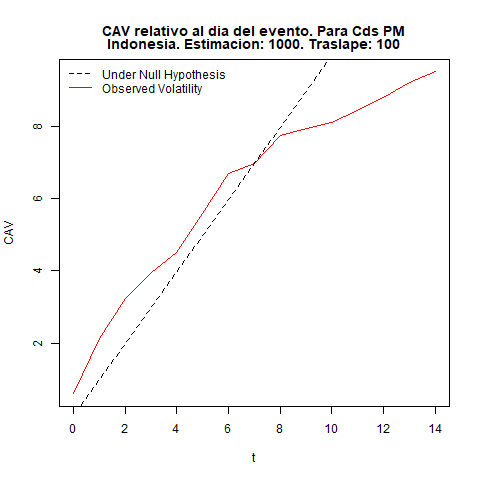 CAV relativo al dia del evento. Para Cds PM
Indonesia. Estimacion: 1000. Traslape: 100
Under Null Hypothesis
Observed Volatility
CAV
8
6
4
2
0 2 4 6 8 10 12 14
t